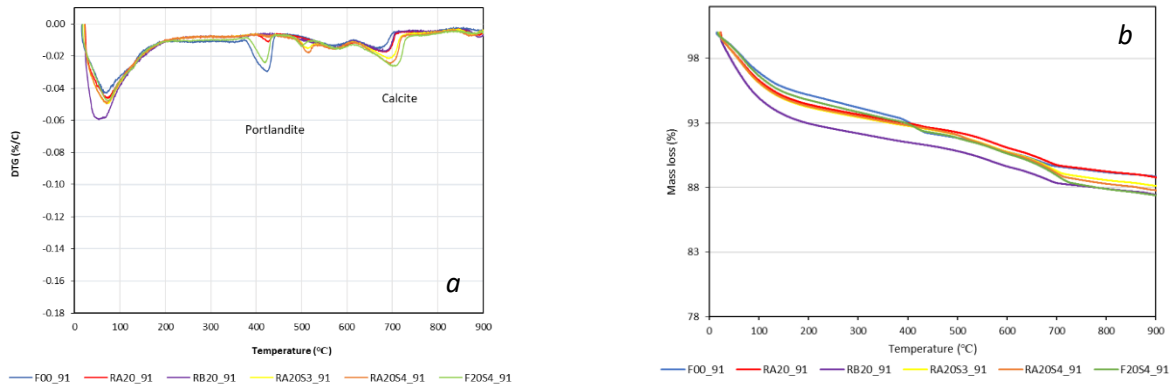 0.00
-0.02
-0.04
-0.06
-0.08
-0.10
-0.12
-0.14
-0.16
-0.18
DTG (%/C)
Portlandite
Calcite
a
0 100 200 300 400 500 600 700 800 900
Temperature (°C)
F00_91 RA20_91 RB20_91 RA20S3_91 RA20S4_91 F20S4_91
98
93
88
83
78
Mass loss (%)
b
0 100 200 300 400 500 600 700 800 900
Temperature (°C)
F00_91 RA20_91 RB20_91 RA20S3_91 RA20S4_91 F20S4_91